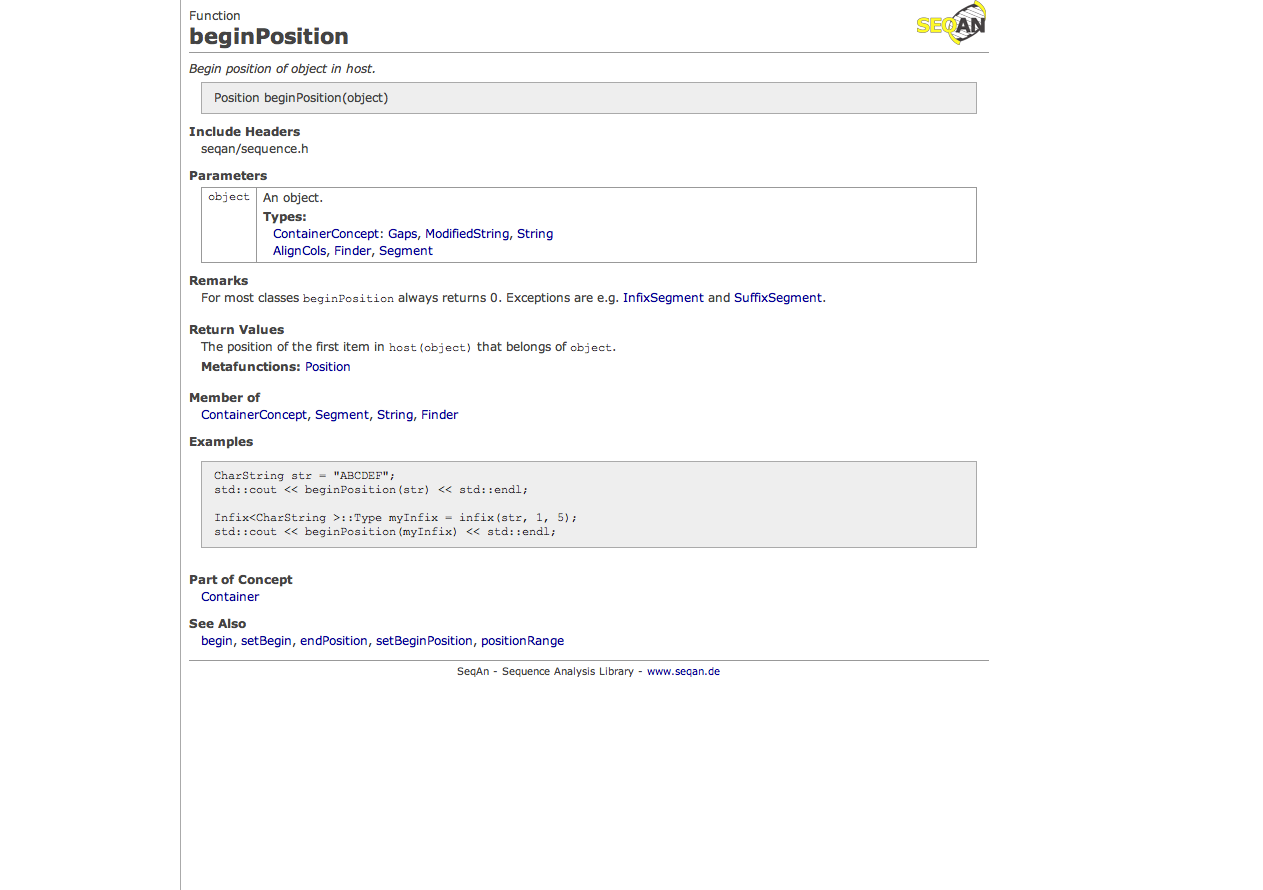 Function
SEQAN
beginPosition
Begin position of object in host.
Position beginPosition(object)
Include Headers
seqan/sequence.h
Parameters
object An object.
Types:
ContainerConcept: Gaps, ModifiedString, String
AlignCols, Finder, Segment
Remarks
For most classes beginPosition always returns 0. Exceptions are e.g. InfixSegment and SuffixSegment.
Return Values
The position of the first item in host(object) that belongs of object.
Metafunctions: Position
Member of
ContainerConcept, Segment, String, Finder
Examples
CharString str = "ABCDEF";
std::cout << beginPosition(str) << std::endl;
Infix<CharString >::Type myInfix = infix(str, 1, 5);
std::cout << beginPosition(myInfix) << std::endl;
Part of Concept
Container
See Also
begin, setBegin, endPosition, setBeginPosition, positionRange
SeqAn - Sequence Analysis Library - www.seqan.de